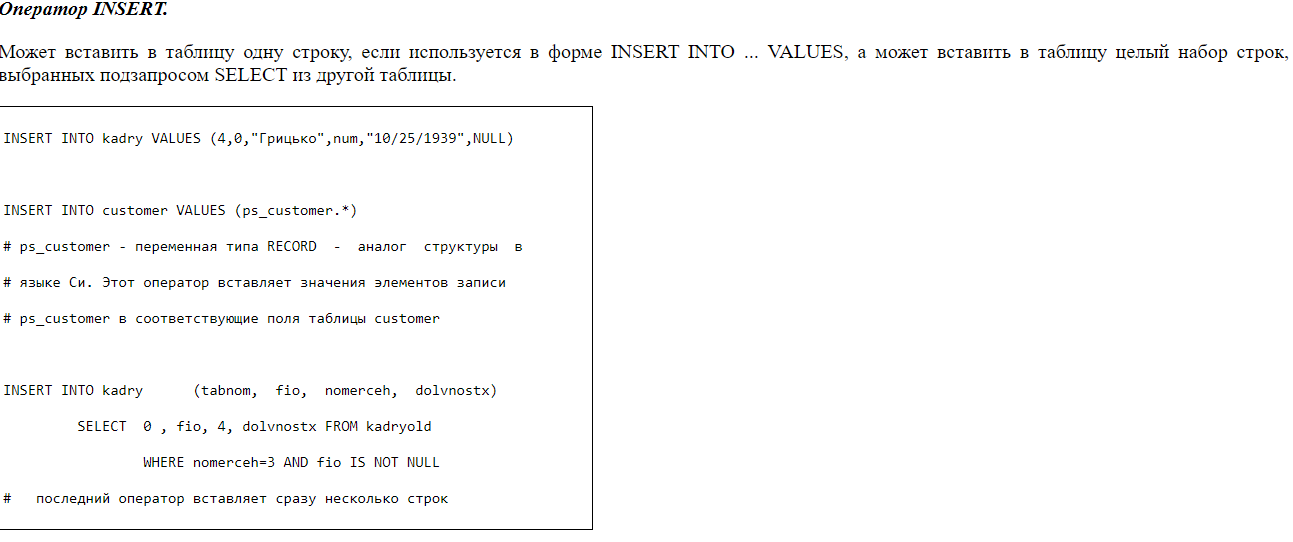 Оператор INSERT.
Может вставить в таблицу одну строку, если используется в форме INSERT INTO ... VALUES, а может вставить в таблицу целый набор строк,
выбранных подзапросом SELECT из другой таблицы.
INSERT INTO kadry VALUES (4,0,"Грицько",num,"10/25/1939",NULL)
INSERT INTO customer VALUES (ps_customer.*)
# ps_customer - переменная типа RECORD - аналог структуры в
# языке Си. Этот оператор вставляет значения элементов записи
# ps_customer в соответствующие поля таблицы customer
INSERT INTO kadry (tabnom, fio, nomerceh, dolvnostx)
SELECT 0 , fio, 4, dolvnostx FROM kadryold
WHERE nomerceh=3 AND fio IS NOT NULL
# последний оператор вставляет сразу несколько строк